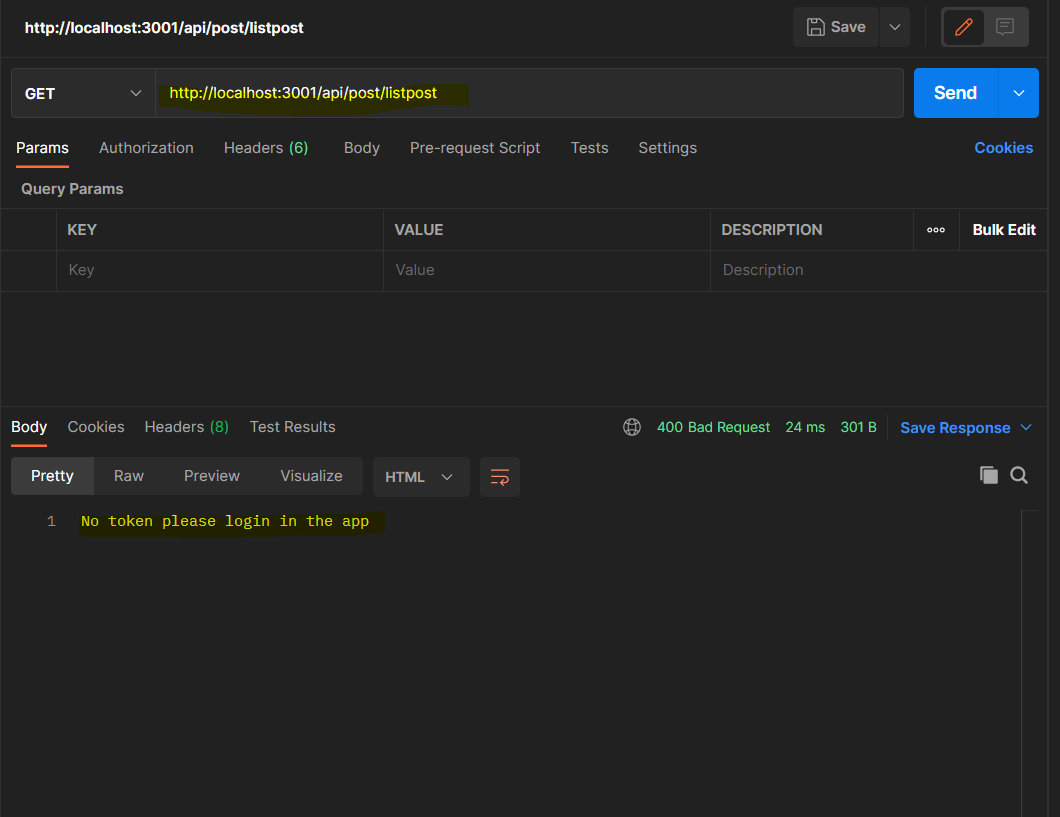 http://localhost:3001/api/post/listpost Save
GET http://localhost:3001/api/post/listpost Send
Params Authorization Headers (6) Body Pre-request Script Tests Settings Cookies
Query Params
KEY VALUE DESCRIPTION Bulk Edit
Key Value Description
Body Cookies Headers (8) Test Results 400 Bad Request 24 ms 301 B Save Response
Pretty Raw Preview Visualize HTML
1 No token please login in the app